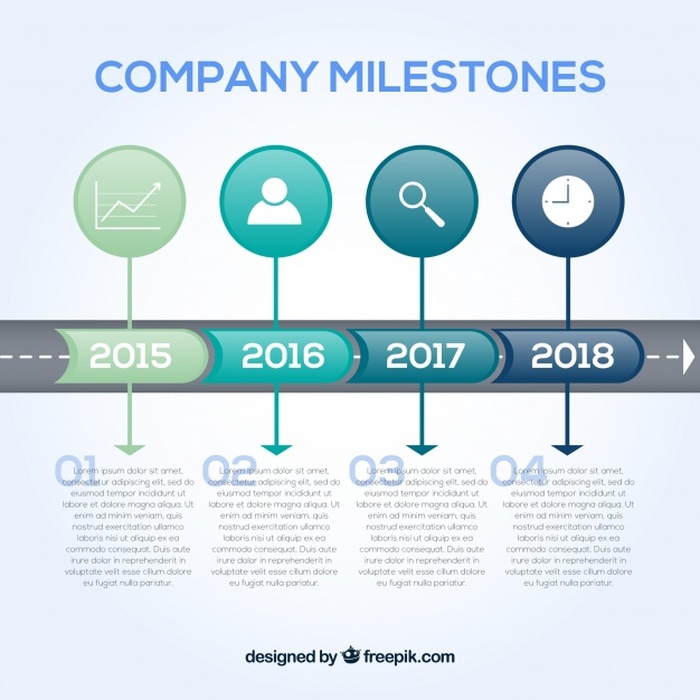 COMPANY MILESTONES
2015
2016
2017
2018
01
Lorem ipsum dolor sit amet,
consectetur adipiscing elit, sed do
eiusmod tempor incididunt ut
labore et dolore magna aliqua. Ut
enim ad minim veniam, quis
nostrud exercitation ullamco
laboris nisi ut aliquip ex ea
commodo consequat. Duis aute
irure dolor in reprehenderit in
voluptate velit esse cillum dolore
eu fugiat nulla pariatur.
02
Lorem ipsum dolor sit amet,
consectetur adipiscing elit, sed do
eiusmod tempor incididunt ut
labore et dolore magna aliqua. Ut
enim ad minim veniam, quis
nostrud exercitation ullamco
laboris nisi ut aliquip ex ea
commodo consequat. Duis aute
irure dolor in reprehenderit in
voluptate velit esse cillum dolore
eu fugiat nulla pariatur.
03
Lorem ipsum dolor sit amet,
consectetur adipiscing elit, sed do
eiusmod tempor incididunt ut
labore et dolore magna aliqua. Ut
enim ad minim veniam, quis
nostrud exercitation ullamco
laboris nisi ut aliquip ex ea
commodo consequat. Duis aute
irure dolor in reprehenderit in
voluptate velit esse cillum dolore
eu fugiat nulla pariatur.
04
Lorem ipsum dolor sit amet,
consectetur adipiscing elit, sed do
eiusmod tempor incididunt ut
labore et dolore magna aliqua. Ut
enim ad minim veniam, quis
nostrud exercitation ullamco
laboris nisi ut aliquip ex ea
commodo consequat. Duis aute
irure dolor in reprehenderit in
voluptate velit esse cillum dolore
eu fugiat nulla pariatur.
designed by freepik.com